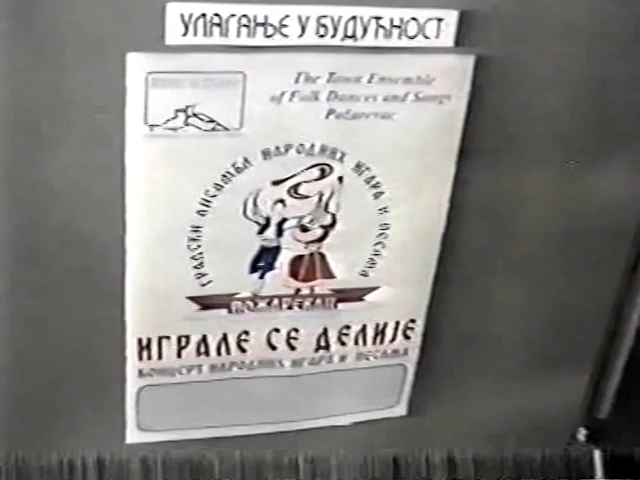 УЛАГАЊЕ У БУДУЋНОСТ
The Town Ensemble
of Folk Dances and Songs
Požarevac
ГРАДСКИ АНСАМБЛ НАРОДНИХ ИГАРА И ПЕСАМА
ПОЖАРЕВАЦ
ИГРАЛЕ СЕ ДЕЛИЈЕ
КОНЦЕРТ НАРОДНИХ ИГАРА И ПЕСАМА